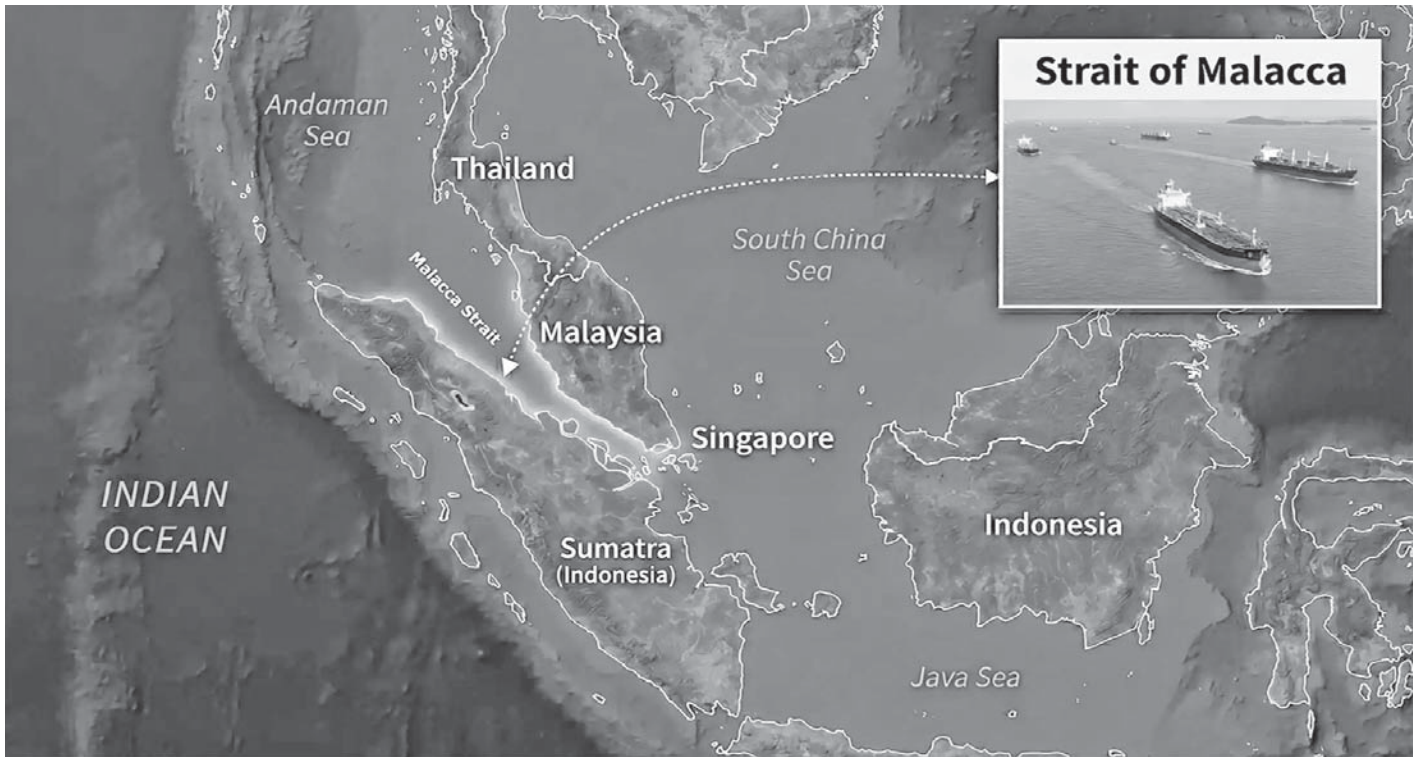 Strait of Malacca
Andaman
Sea
Thailand
South China
Sea
Malacca Strait
Malaysia
Singapore
INDIAN
OCEAN
Indonesia
Sumatra
(Indonesia)
Java Sea